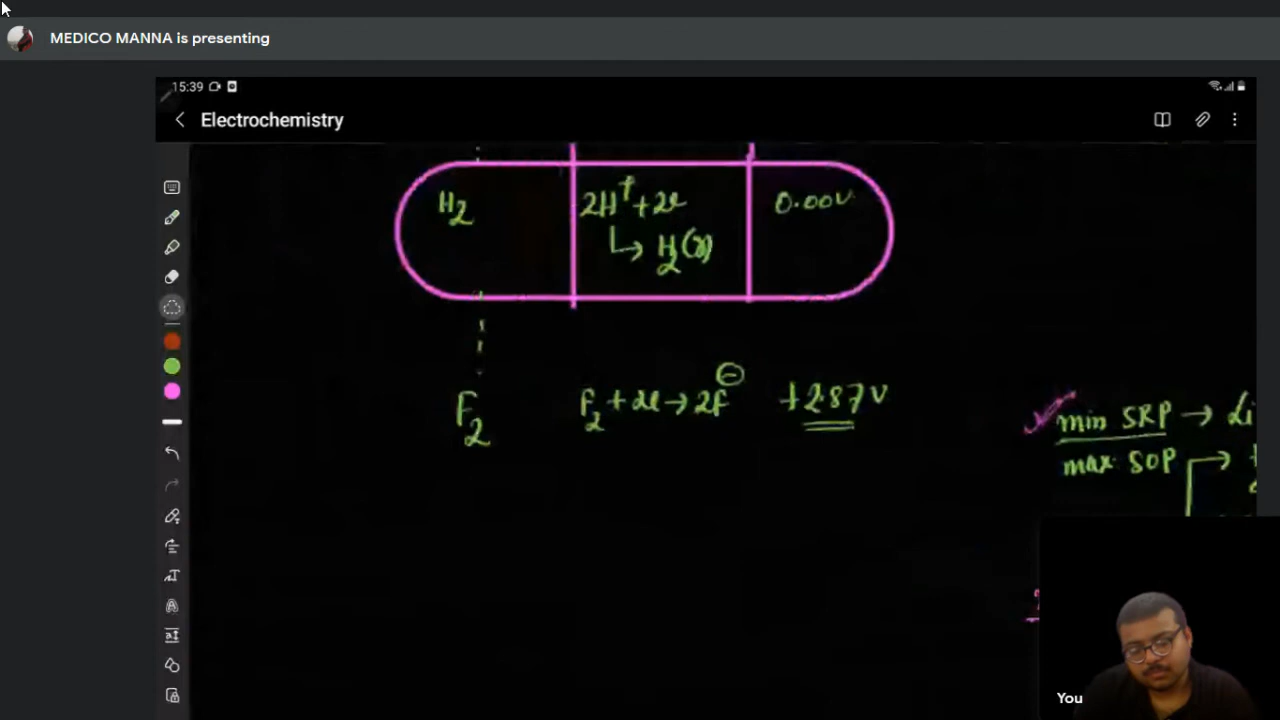 MEDICO MANNA is presenting
15:39
Electrochemistry
H2
2H+ + 2e
↳ H2(g)
0.00V
F2
F2 + 2e → 2F⊖
+2.87V
min SRP → Li
max SOP
You